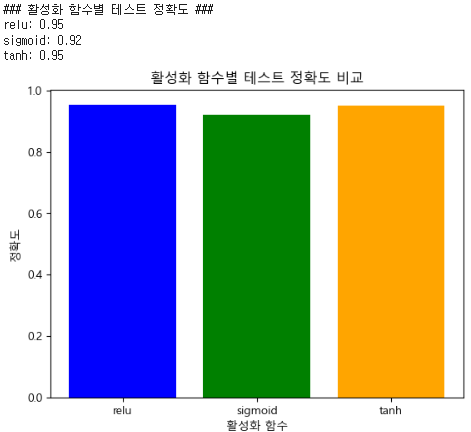 ### 활성화 함수별 테스트 정확도 ###
relu: 0.95
sigmoid: 0.92
tanh: 0.95
활성화 함수별 테스트 정확도 비교
1.0
0.8
0.6
0.4
0.2
0.0
정확도
relu sigmoid tanh
활성화 함수